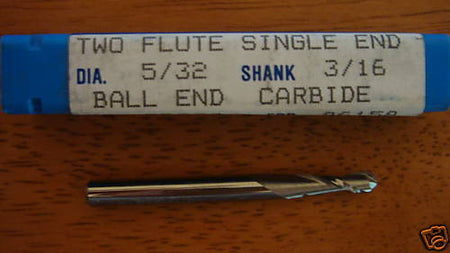 TWO FLUTE SINGLE END
DIA. 5/32 SHANK 3/16
BALL END CARBIDE